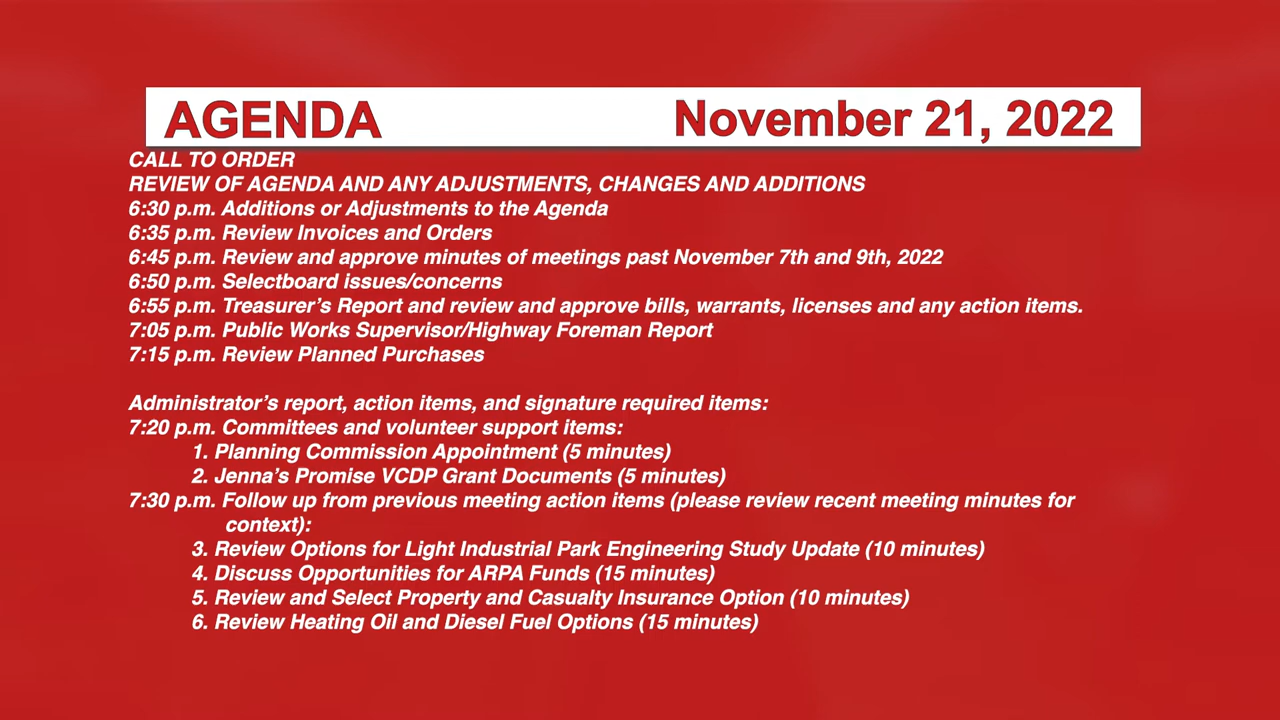 AGENDA November 21, 2022
CALL TO ORDER
REVIEW OF AGENDA AND ANY ADJUSTMENTS, CHANGES AND ADDITIONS
6:30 p.m. Additions or Adjustments to the Agenda
6:35 p.m. Review Invoices and Orders
6:45 p.m. Review and approve minutes of meetings past November 7th and 9th, 2022
6:50 p.m. Selectboard issues/concerns
6:55 p.m. Treasurer’s Report and review and approve bills, warrants, licenses and any action items.
7:05 p.m. Public Works Supervisor/Highway Foreman Report
7:15 p.m. Review Planned Purchases
Administrator’s report, action items, and signature required items:
7:20 p.m. Committees and volunteer support items:
1. Planning Commission Appointment (5 minutes)
2. Jenna’s Promise VCDP Grant Documents (5 minutes)
7:30 p.m. Follow up from previous meeting action items (please review recent meeting minutes for
context):
3. Review Options for Light Industrial Park Engineering Study Update (10 minutes)
4. Discuss Opportunities for ARPA Funds (15 minutes)
5. Review and Select Property and Casualty Insurance Option (10 minutes)
6. Review Heating Oil and Diesel Fuel Options (15 minutes)